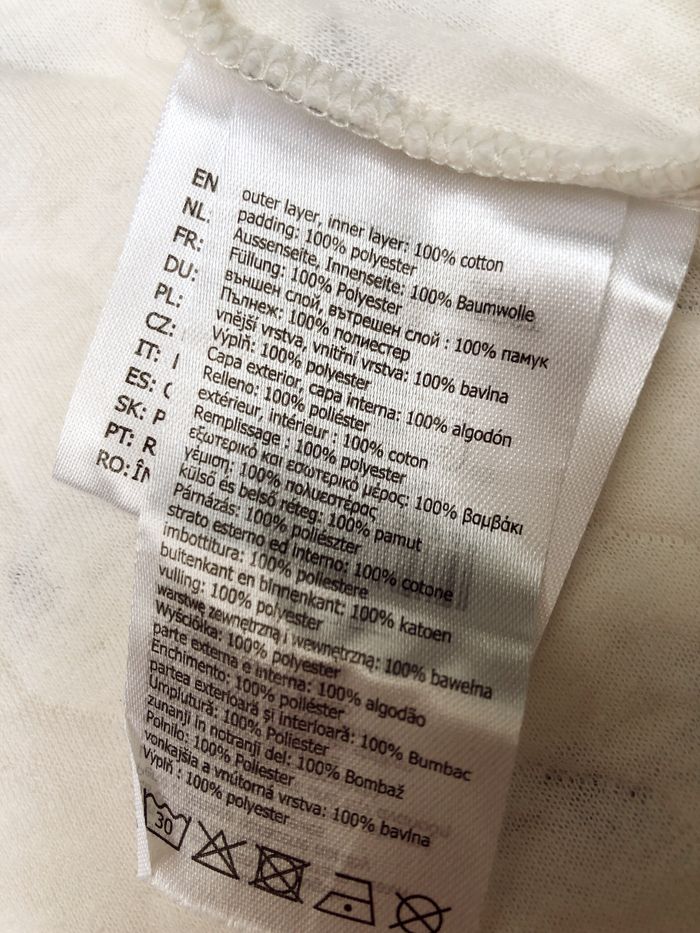 EN
NL:
FR:
DU:
PL:
CZ:
IT: I
ES:
SK: P
PT: R
RO: ÎN
outer layer, inner layer: 100% cotton
padding: 100% polyester
Aussenseite, Innenseite: 100% Baumwolle
Füllung: 100% Polyester
външен слой, вътрешен слой : 100% памук
Пълнеж: 100% полиестер
vnější vrstva, vnitřní vrstva: 100% bavlna
Výplň: 100% polyester
Capa exterior, capa interna: 100% algodón
Relleno: 100% poliéster
extérieur, intérieur : 100% coton
Remplissage : 100% polyester
εξωτερικό και εσωτερικό μέρος: 100% βαμβάκι
γέμιση: 100% πολυεστέρας
külső és belső réteg: 100% pamut
Párnázás: 100% poliészter
strato esterno ed interno: 100% cotone
imbottitura: 100% poliestere
buitenkant en binnenkant: 100% katoen
vulling: 100% polyester
warstwę zewnętrzną i wewnętrzną: 100% bawełna
Wyściółka: 100% polyester
parte externa e interna: 100% algodão
Enchimento: 100% poliéster
partea exterioară și interioară: 100% Bumbac
Umplutură: 100% Poliester
zunanji in notranji del: 100% Bombaž
Polnilo: 100% Poliester
vonkajšia a vnútorná vrstva: 100% bavlna
Výplň : 100% polyester
30